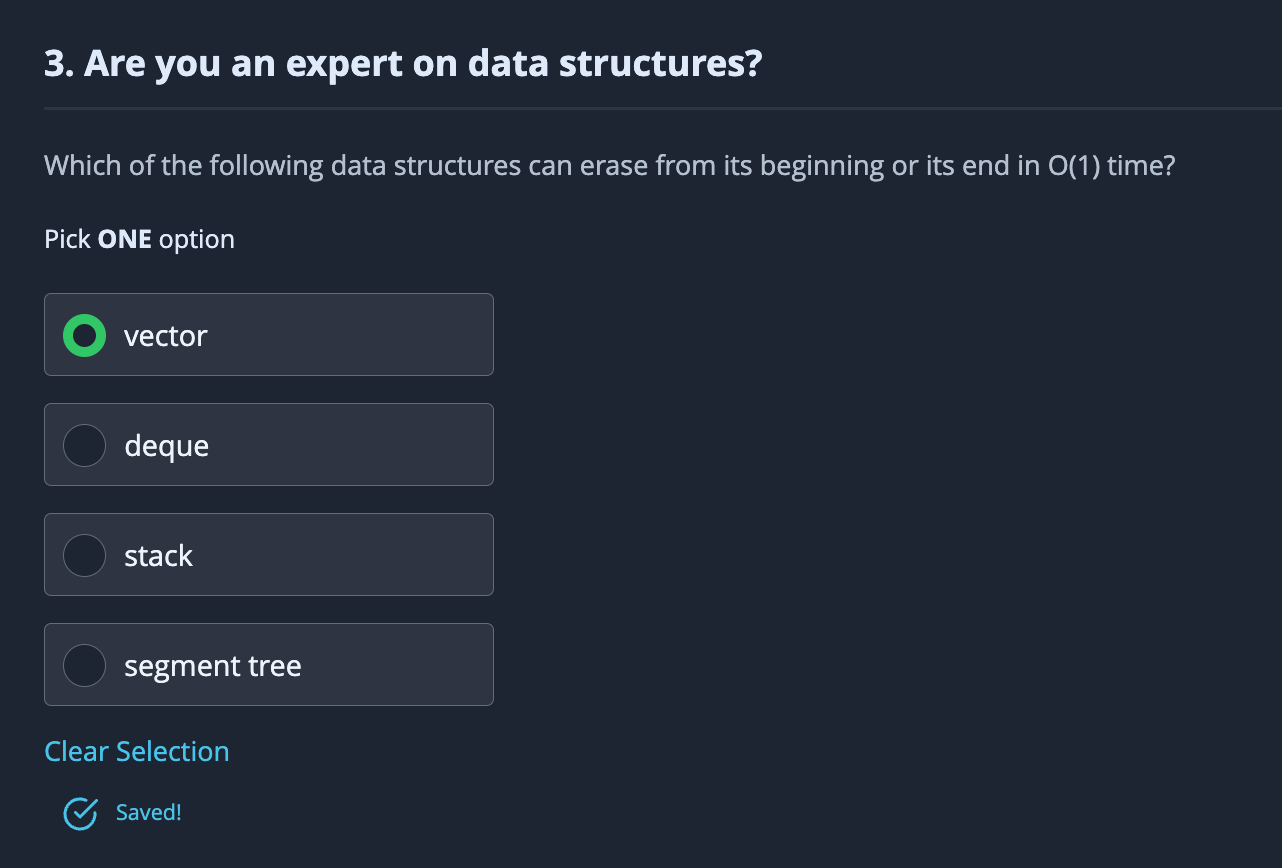 3. Are you an expert on data structures?
Which of the following data structures can erase from its beginning or its end in O(1) time?
Pick ONE option
vector
deque
stack
segment tree
Clear Selection
Saved!